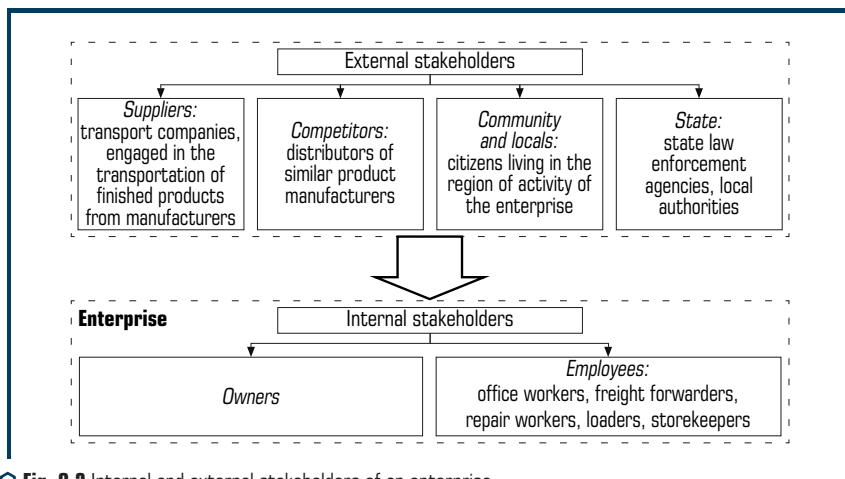 External stakeholders
Suppliers:
transport companies,
engaged in the
transportation of
finished products
from manufacturers
Competitors:
distributors of
similar product
manufacturers
Community
and locals:
citizens living in the
region of activity of
the enterprise
State:
state law
enforcement
agencies, local
authorities
Enterprise
Internal stakeholders
Owners
Employees:
office workers, freight forwarders,
repair workers, loaders, storekeepers
Internal and external stakeholders of an enterprise